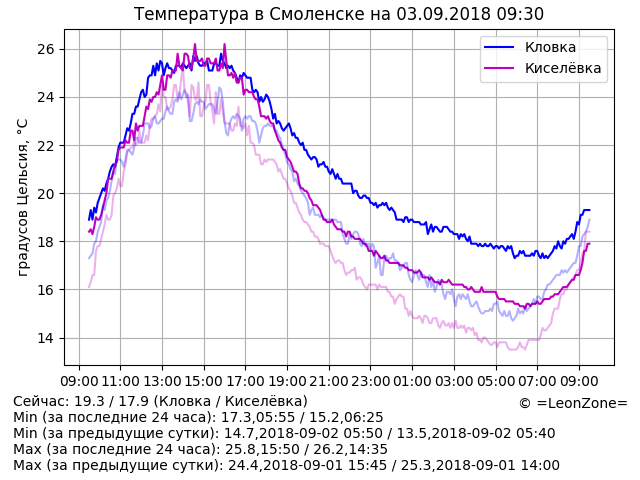 Температура в Смоленске на 03.09.2018 09:30
Кловка
Киселёвка
градусов Цельсия, °C
26
24
22
20
18
16
14
09:00 11:00 13:00 15:00 17:00 19:00 21:00 23:00 01:00 03:00 05:00 07:00 09:00
Сейчас: 19.3 / 17.9 (Кловка / Киселёвка)
© =LeonZone=
Min (за последние 24 часа): 17.3,05:55 / 15.2,06:25
Min (за предыдущие сутки): 14.7,2018-09-02 05:50 / 13.5,2018-09-02 05:40
Max (за последние 24 часа): 25.8,15:50 / 26.2,14:35
Max (за предыдущие сутки): 24.4,2018-09-01 15:45 / 25.3,2018-09-01 14:00